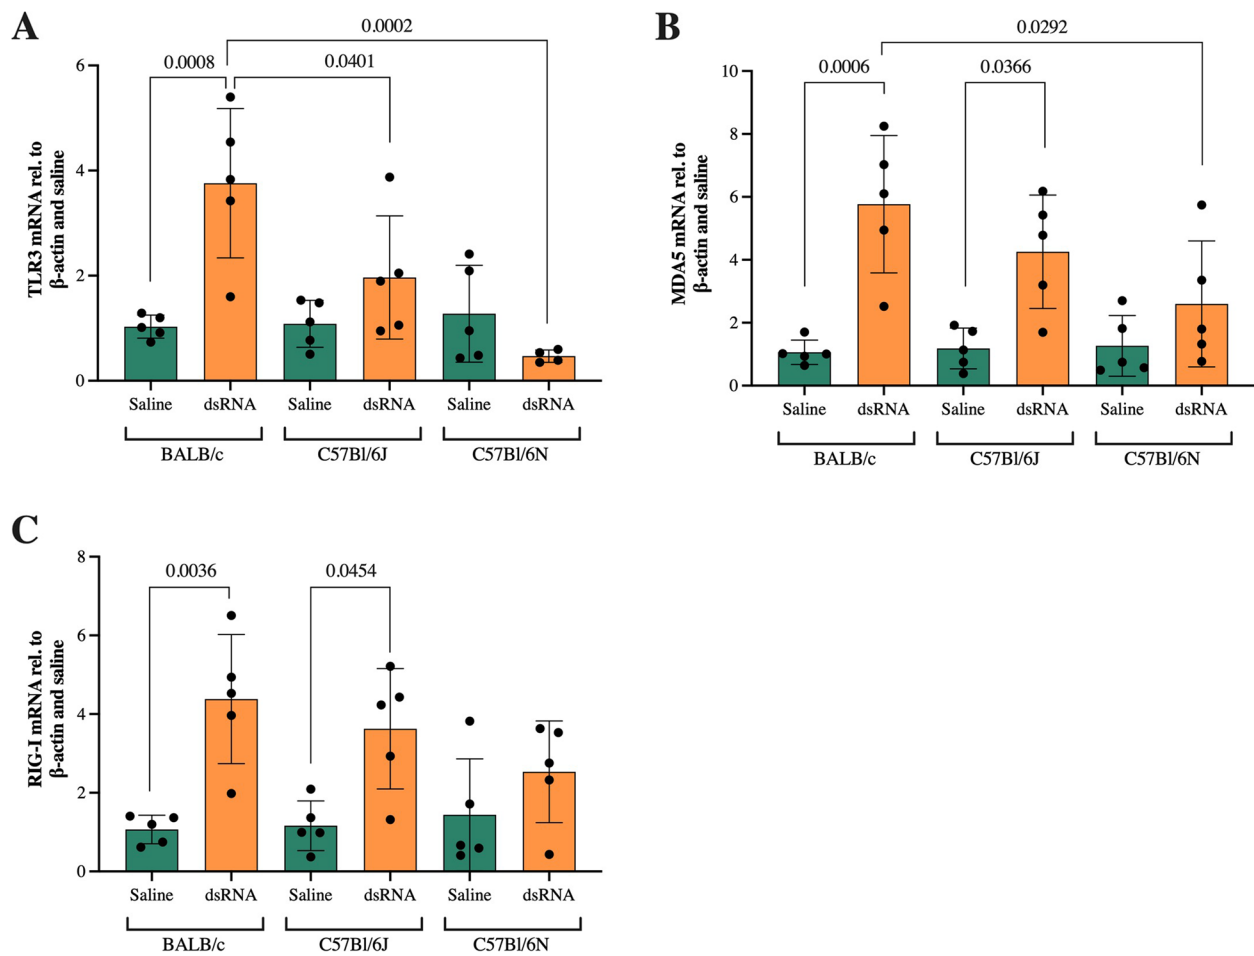 A
0.0002
0.0008
0.0401
TLR3 mRNA rel. to
β-actin and saline
6
4
2
0
Saline
dsRNA
Saline
dsRNA
Saline
dsRNA
BALB/c
C57Bl/6J
C57Bl/6N
B
0.0292
0.0006
0.0366
MDA5 mRNA rel. to
β-actin and saline
10
8
6
4
2
0
Saline
dsRNA
Saline
dsRNA
Saline
dsRNA
BALB/c
C57Bl/6J
C57Bl/6N
C
0.0036
0.0454
RIG-I mRNA rel. to
β-actin and saline
8
6
4
2
0
Saline
dsRNA
Saline
dsRNA
Saline
dsRNA
BALB/c
C57Bl/6J
C57Bl/6N